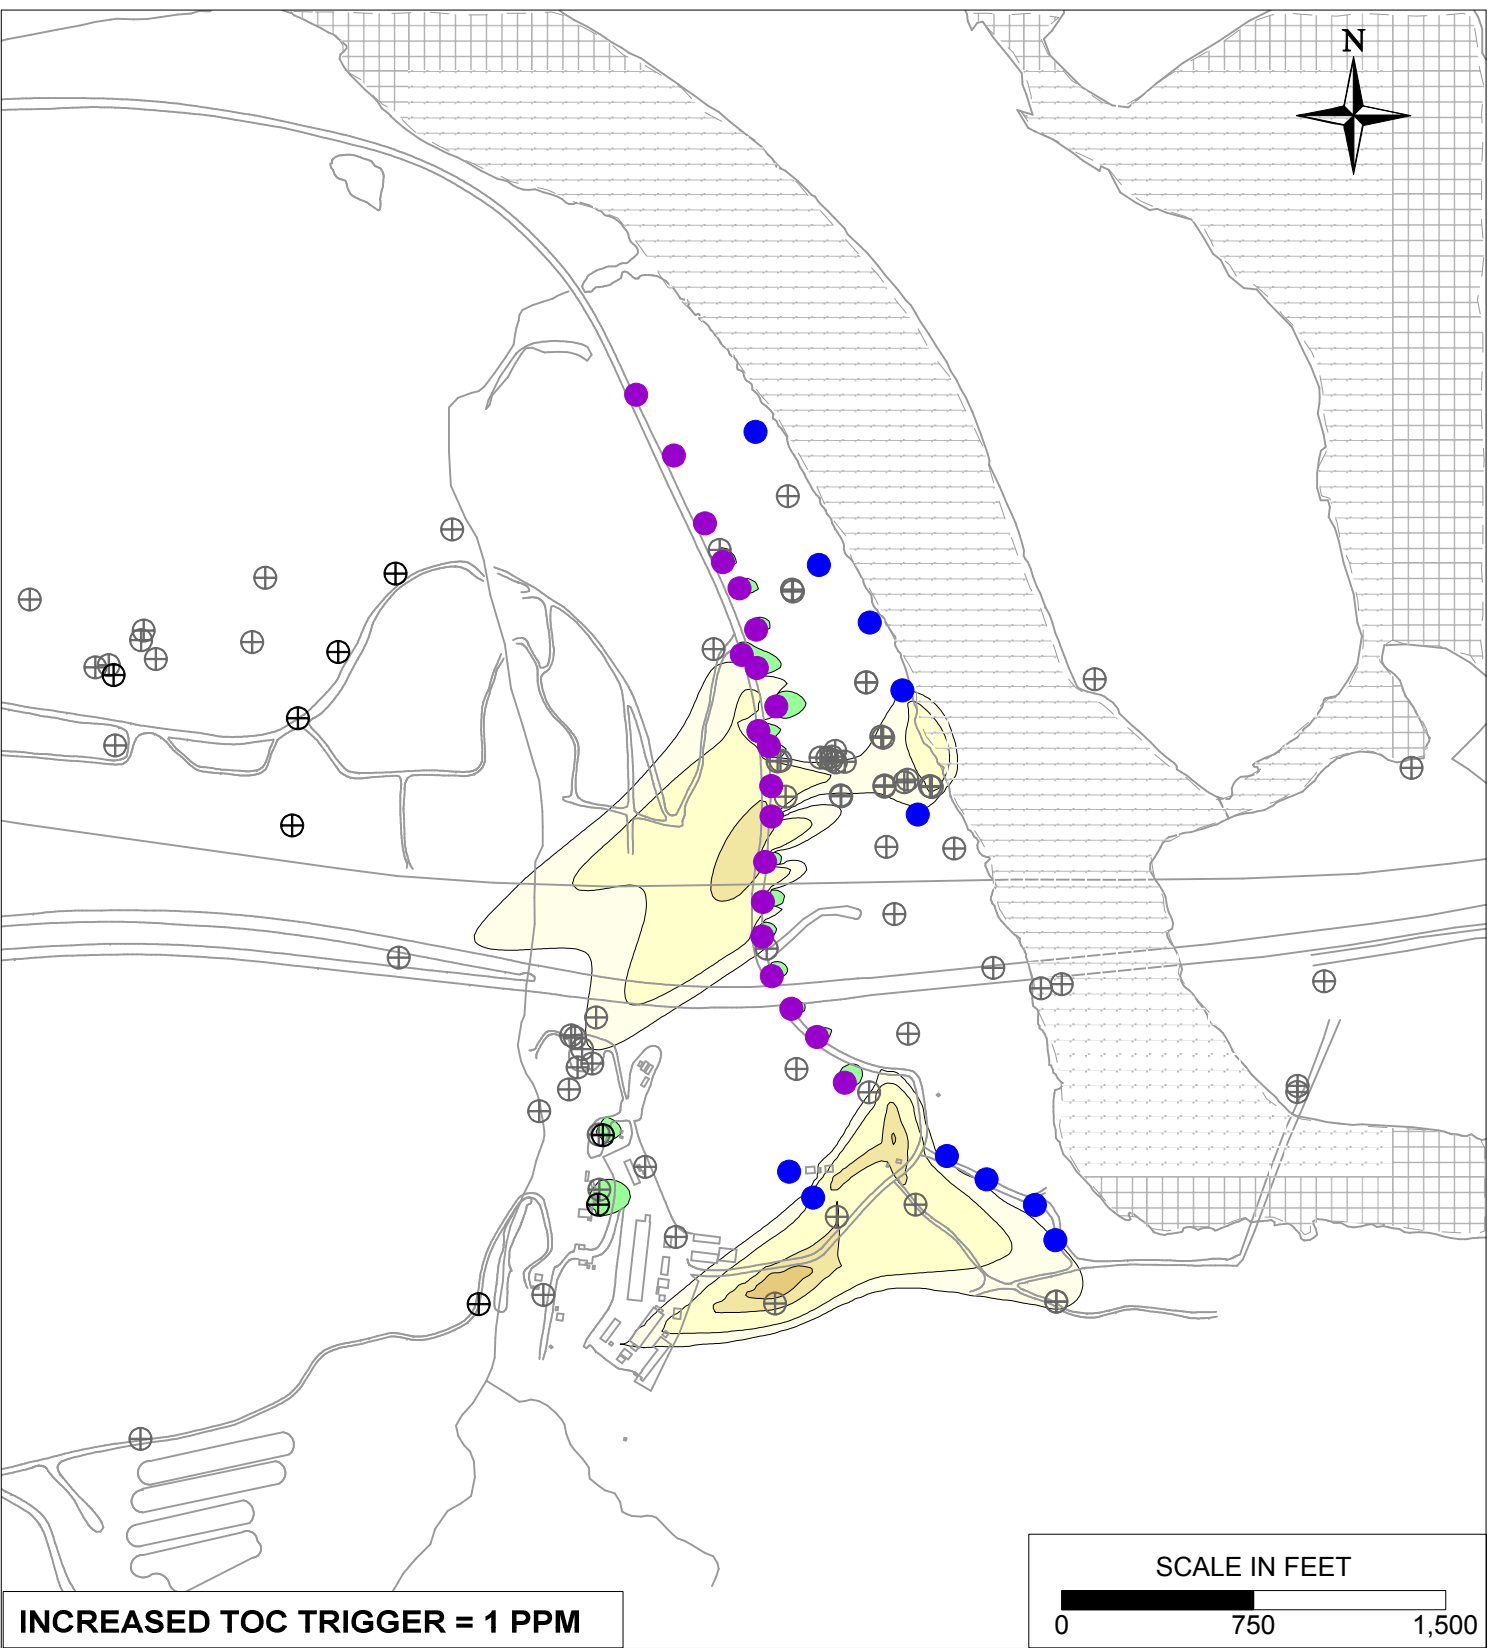 N
SCALE IN FEET
0 750 1,500
INCREASED TOC TRIGGER = 1 PPM